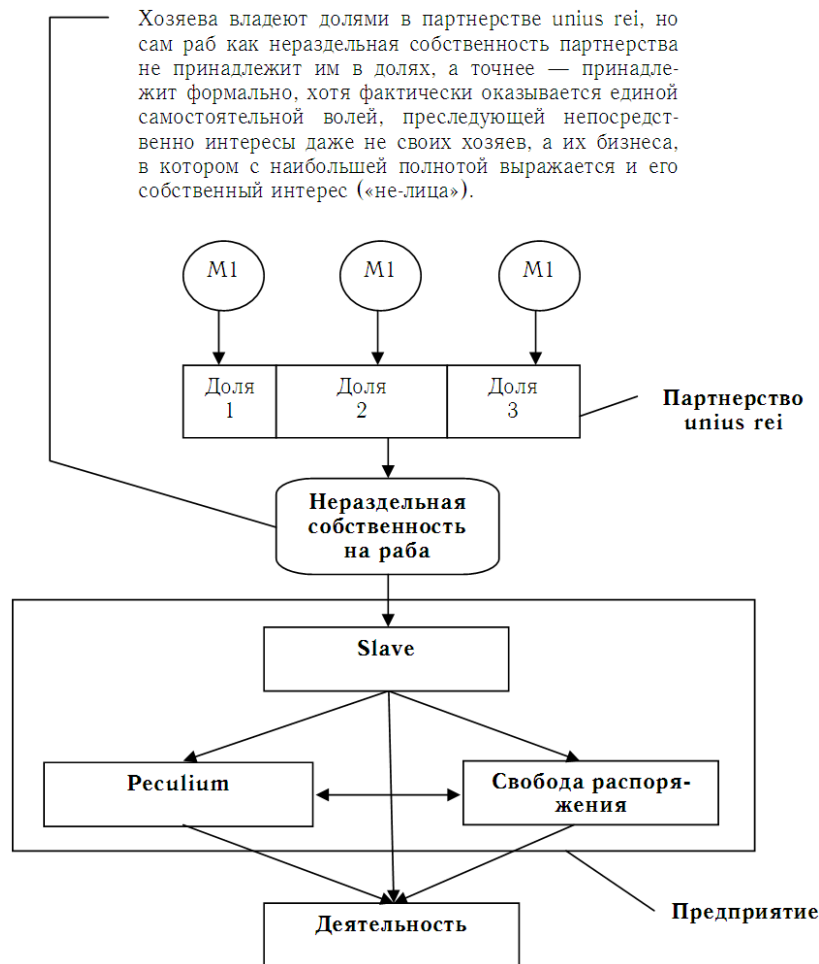 Хозяева владеют долями в партнерстве unius rei, но
сам раб как нераздельная собственность партнерства
не принадлежит им в долях, а точнее — принадле-
жит формально, хотя фактически оказывается единой
самостоятельной волей, преследующей непосредст-
венно интересы даже не своих хозяев, а их бизнеса,
в котором с наибольшей полнотой выражается и его
собственный интерес («не-лица»).
М1
М1
М1
Доля
1
Доля
2
Доля
3
Партнерство
unius rei
Нераздельная
собственность
на раба
Slave
Peculium
Свобода распоря-
жения
Предприятие
Деятельность